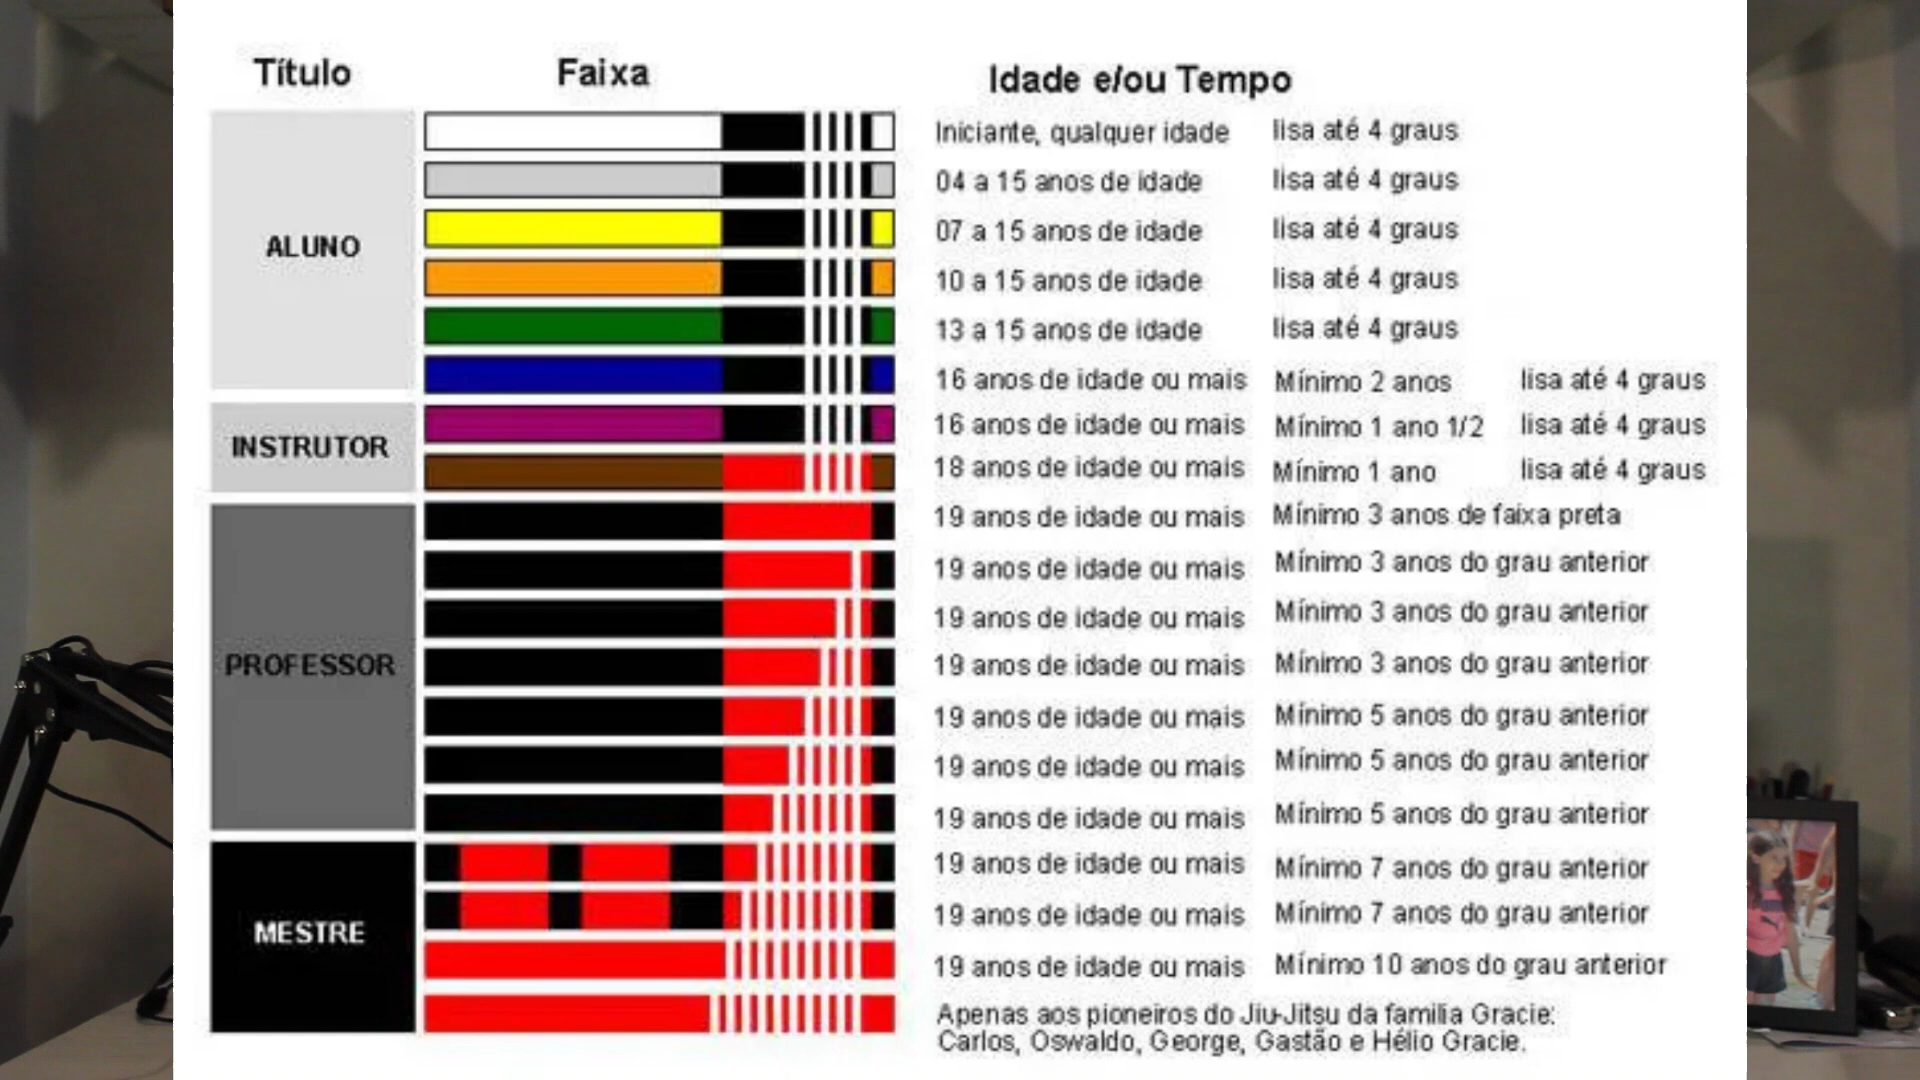 Título Faixa Idade e/ou Tempo
ALUNO
INSTRUTOR
PROFESSOR
MESTRE
Iniciante, qualquer idade lisa até 4 graus
04 a 15 anos de idade lisa até 4 graus
07 a 15 anos de idade lisa até 4 graus
10 a 15 anos de idade lisa até 4 graus
13 a 15 anos de idade lisa até 4 graus
16 anos de idade ou mais Mínimo 2 anos lisa até 4 graus
16 anos de idade ou mais Mínimo 1 ano 1/2 lisa até 4 graus
18 anos de idade ou mais Mínimo 1 ano lisa até 4 graus
19 anos de idade ou mais Mínimo 3 anos de faixa preta
19 anos de idade ou mais Mínimo 3 anos do grau anterior
19 anos de idade ou mais Mínimo 3 anos do grau anterior
19 anos de idade ou mais Mínimo 3 anos do grau anterior
19 anos de idade ou mais Mínimo 5 anos do grau anterior
19 anos de idade ou mais Mínimo 5 anos do grau anterior
19 anos de idade ou mais Mínimo 5 anos do grau anterior
19 anos de idade ou mais Mínimo 7 anos do grau anterior
19 anos de idade ou mais Mínimo 7 anos do grau anterior
19 anos de idade ou mais Mínimo 10 anos do grau anterior
Apenas aos pioneiros do Jiu-Jitsu da familia Gracie:
Carlos, Oswaldo, George, Gastão e Hélio Gracie.